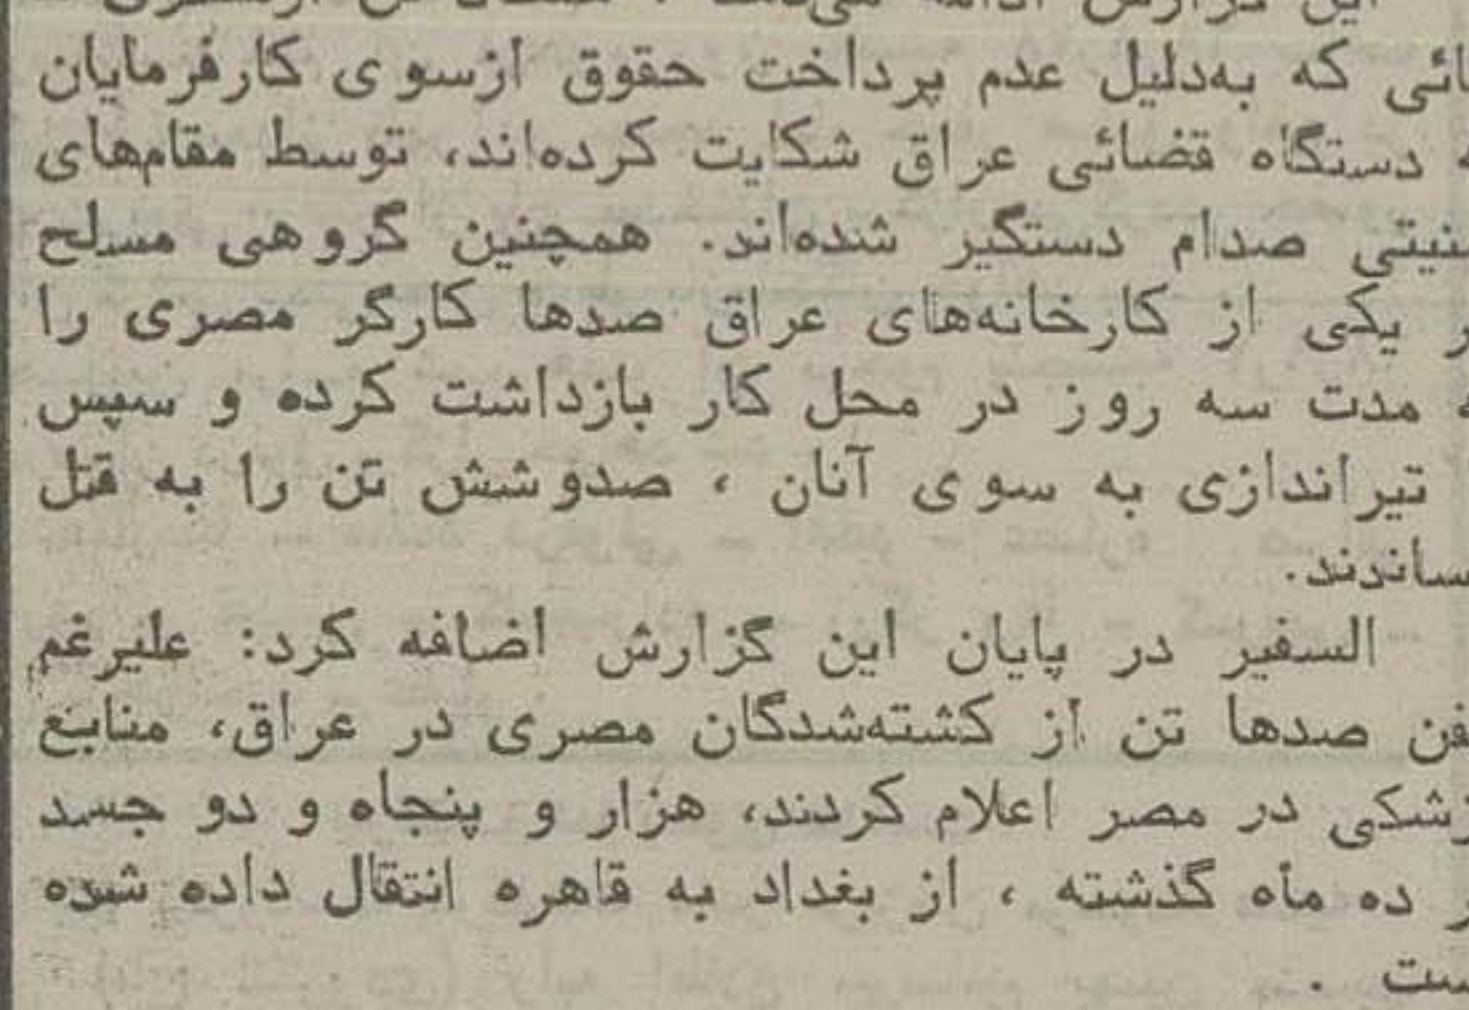 این گزارش ادامه می‌دهد ،
ائی که به‌دلیل عدم پرداخت حقوق ازسوی کارفرمایان
ه دستگاه قضائی عراق شکایت کرده‌اند، توسط مقام‌های
نیتی صدام دستگیر شده‌اند. همچنین گروهی مسلح
ر یکی از کارخانه‌های عراق صدها کارگر مصری را
ه مدت سه روز در محل کار بازداشت کرده و سپس
ا تیراندازی به سوی آنان ، صدوشش تن را به قتل
ساندند.
السفیر در پایان این گزارش اضافه کرد: علیرغم
فن صدها تن از کشته‌شدگان مصری در عراق، منابع
زشکی در مصر اعلام کردند، هزار و پنجاه و دو جسد
ر ده ماه گذشته ، از بغداد به قاهره انتقال داده شده
ست .